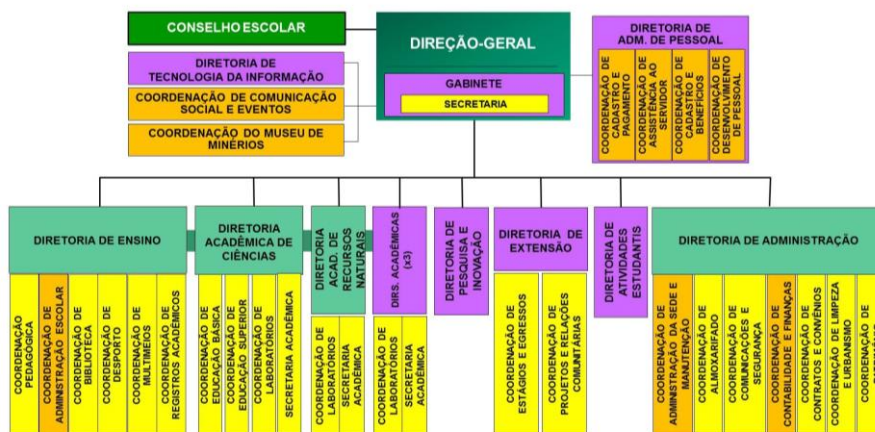 CONSELHO ESCOLAR
DIRETORIA DE
TECNOLOGIA DA INFORMAÇÃO
COORDENAÇÃO DE COMUNICAÇÃO
SOCIAL E EVENTOS
COORDENAÇÃO DO MUSEU DE
MINÉRIOS
DIREÇÃO-GERAL
GABINETE
SECRETARIA
DIRETORIA DE
ADM. DE PESSOAL
COORDENAÇÃO DE
CADASTRO E
PAGAMENTO
COORDENAÇÃO DE
ASSISTÊNCIA AO
SERVIDOR
COORDENAÇÃO DE
CADASTRO E
BENEFÍCIOS
COORDENAÇÃO DE
DESENVOLVIMENTO
DE PESSOAL
DIRETORIA DE ENSINO
COORDENAÇÃO
PEDAGÓGICA
COORDENAÇÃO DE
ADMINISTRAÇÃO ESCOLAR
COORDENAÇÃO DE
BIBLIOTECA
COORDENAÇÃO DE
DESPORTO
COORDENAÇÃO DE
MULTIMEIOS
COORDENAÇÃO DE
REGISTROS ACADÊMICOS
DIRETORIA
ACADÊMICA DE
CIÊNCIAS
COORDENAÇÃO DE
EDUCAÇÃO BÁSICA
COORDENAÇÃO DE
EDUCAÇÃO SUPERIOR
COORDENAÇÃO DE
LABORATÓRIOS
SECRETARIA ACADÊMICA
DIRETORIA
ACAD. DE
RECURSOS
NATURAIS
COORDENAÇÃO DE
LABORATÓRIOS
SECRETARIA
ACADÊMICA
DIRS. ACADÊMICAS
(x3)
COORDENAÇÃO DE
LABORATÓRIOS
SECRETARIA
ACADÊMICA
DIRETORIA DE
PESQUISA E
INOVAÇÃO
DIRETORIA DE
EXTENSÃO
COORDENAÇÃO DE
ESTÁGIOS E EGRESSOS
COORDENAÇÃO DE
PROJETOS E RELAÇÕES
COMUNITÁRIAS
DIRETORIA DE
ATIVIDADES
ESTUDANTIS
DIRETORIA DE ADMINISTRAÇÃO
COORDENAÇÃO DE
ADMINISTRAÇÃO DA SEDE E
MANUTENÇÃO
COORDENAÇÃO DE
ALMOXARIFADO
COORDENAÇÃO DE
COMUNICAÇÕES E
SEGURANÇA
COORDENAÇÃO DE
CONTABILIDADE E FINANÇAS
COORDENAÇÃO DE
CONTRATOS E CONVÊNIOS
COORDENAÇÃO DE LIMPEZA
E URBANISMO
COORDENAÇÃO DE